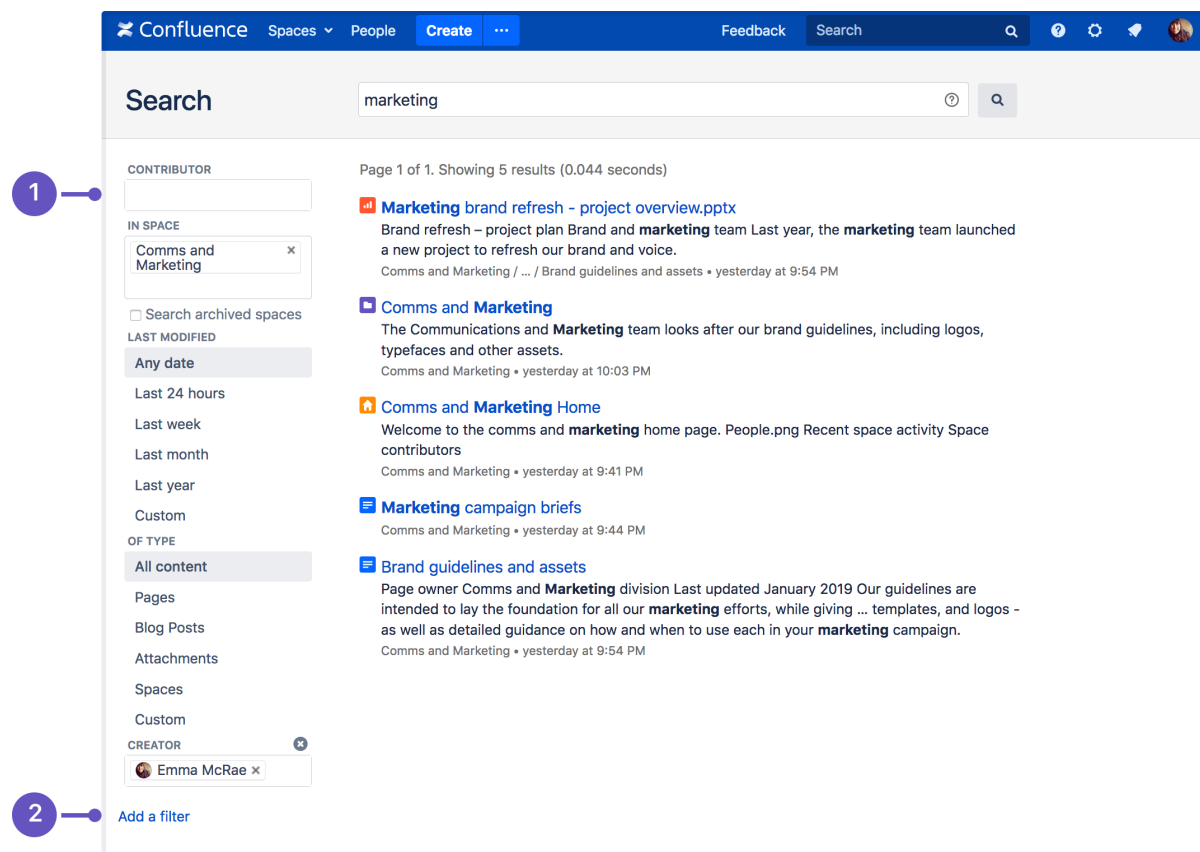 Confluence Spaces People Create ··· Feedback Search
Search
marketing
1
CONTRIBUTOR
IN SPACE
Comms and
Marketing
Search archived spaces
LAST MODIFIED
Any date
Last 24 hours
Last week
Last month
Last year
Custom
OF TYPE
All content
Pages
Blog Posts
Attachments
Spaces
Custom
CREATOR
Emma McRae
2
Add a filter
Page 1 of 1. Showing 5 results (0.044 seconds)
Marketing brand refresh - project overview.pptx
Brand refresh – project plan Brand and marketing team Last year, the marketing team launched
a new project to refresh our brand and voice.
Comms and Marketing / ... / Brand guidelines and assets • yesterday at 9:54 PM
Comms and Marketing
The Communications and Marketing team looks after our brand guidelines, including logos,
typefaces and other assets.
Comms and Marketing • yesterday at 10:03 PM
Comms and Marketing Home
Welcome to the comms and marketing home page. People.png Recent space activity Space
contributors
Comms and Marketing • yesterday at 9:41 PM
Marketing campaign briefs
Comms and Marketing • yesterday at 9:44 PM
Brand guidelines and assets
Page owner Comms and Marketing division Last updated January 2019 Our guidelines are
intended to lay the foundation for all our marketing efforts, while giving ... templates, and logos -
as well as detailed guidance on how and when to use each in your marketing campaign.
Comms and Marketing • yesterday at 9:54 PM